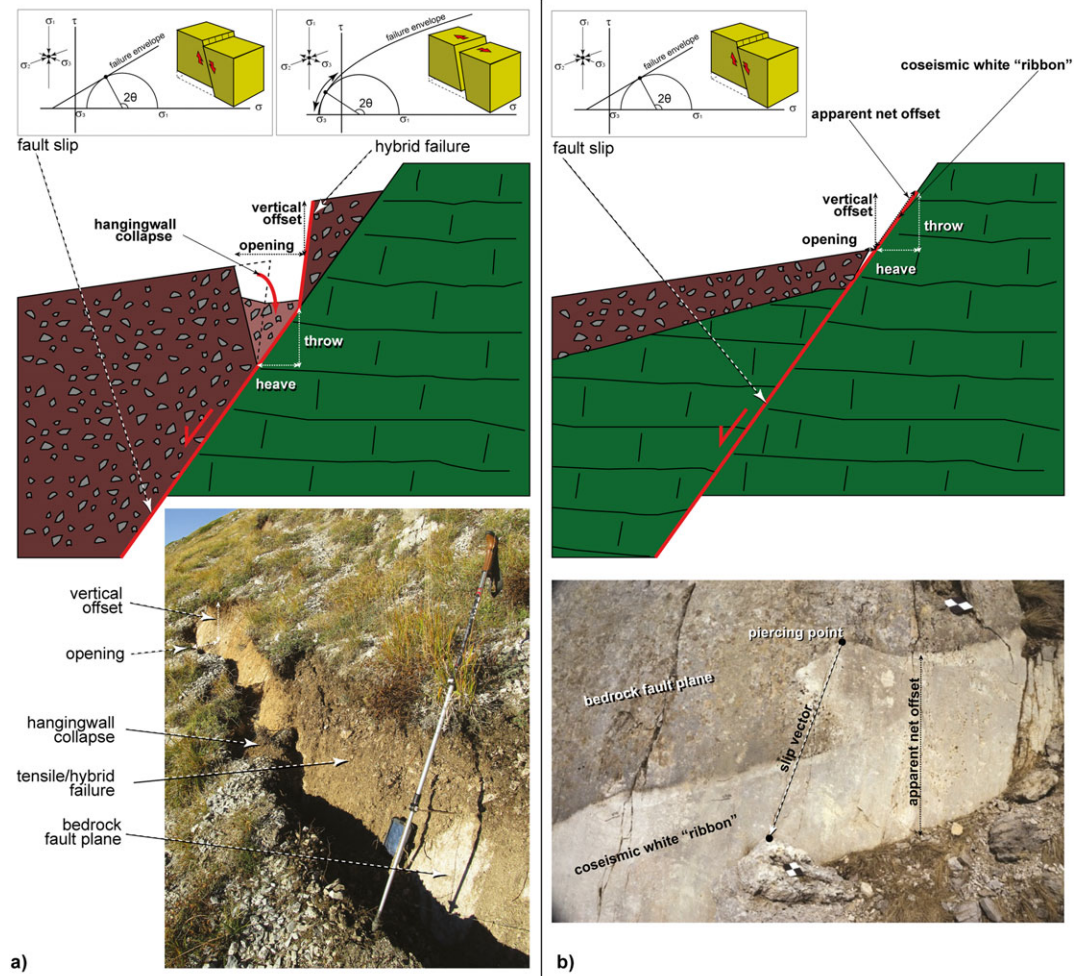 σ₁
τ
failure envelope
σ₂
σ₃
2θ
σ₃
σ₁
σ₁
τ
failure envelope
σ₂
σ₃
2θ
σ₃
σ₁
σ
fault slip
hybrid failure
vertical
offset
hangingwall
collapse
opening
throw
heave
vertical
offset
opening
hangingwall
collapse
tensile/hybrid
failure
bedrock
fault plane
a)
σ₁
τ
failure envelope
σ₂
σ₃
2θ
σ₃
σ₁
σ
coseismic white "ribbon"
apparent net offset
fault slip
vertical
offset
throw
opening
heave
piercing point
bedrock fault plane
slip vector
apparent net offset
coseismic white "ribbon"
b)